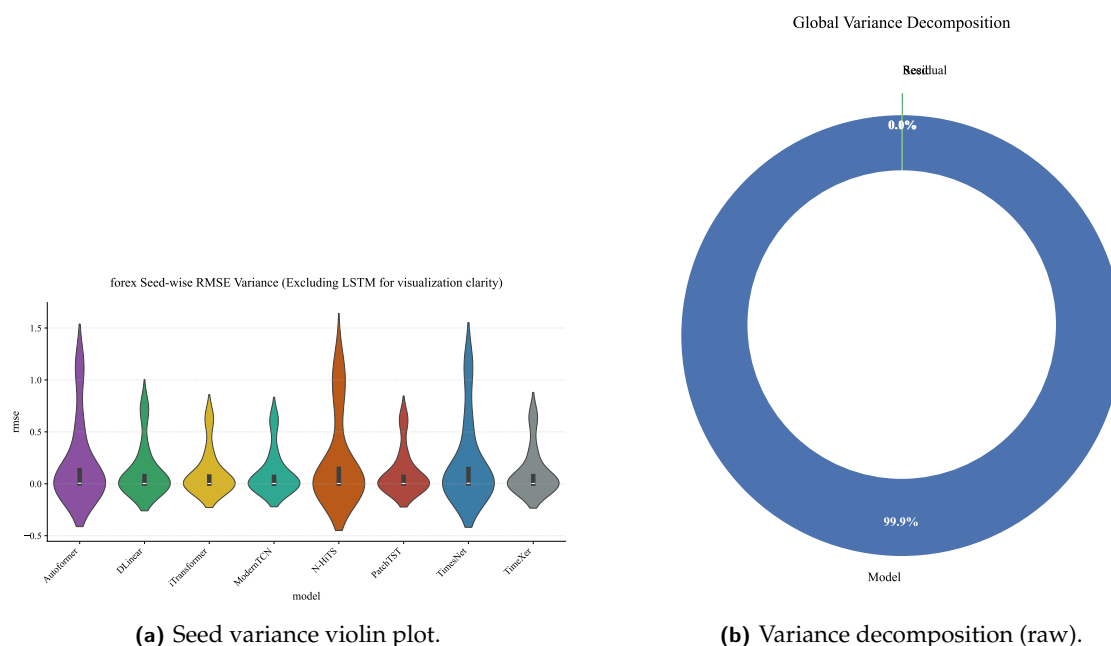 Global Variance Decomposition
Residual
0.0%
99.9%
Model
forex Seed-wise RMSE Variance (Excluding LSTM for visualization clarity)
rmse
1.5
1.0
0.5
0.0
−0.5
Autoformer
DLinear
iTransformer
ModernTCN
N-HiTS
PatchTST
TimesNet
TimeXer
model
(a) Seed variance violin plot.
(b) Variance decomposition (raw).